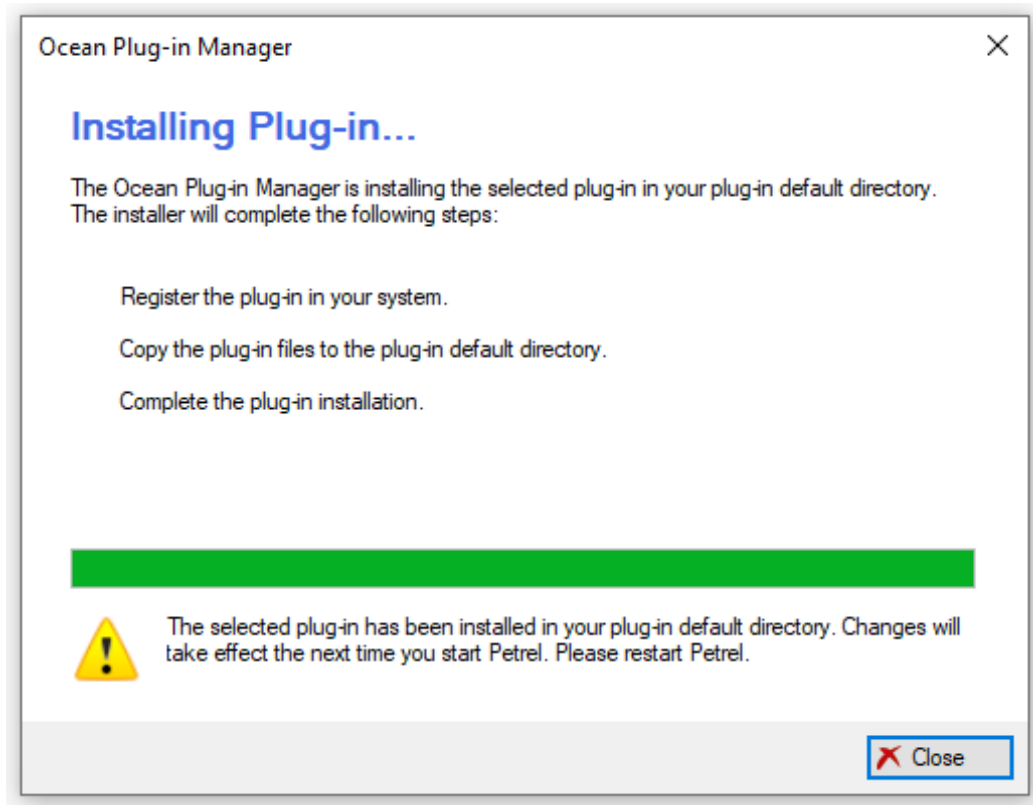 Ocean Plug-in Manager
Installing Plug-in...
The Ocean Plug-in Manager is installing the selected plug-in in your plug-in default directory.
The installer will complete the following steps:
Register the plug-in in your system.
Copy the plug-in files to the plug-in default directory.
Complete the plug-in installation.
The selected plug-in has been installed in your plug-in default directory. Changes will
take effect the next time you start Petrel. Please restart Petrel.
Close